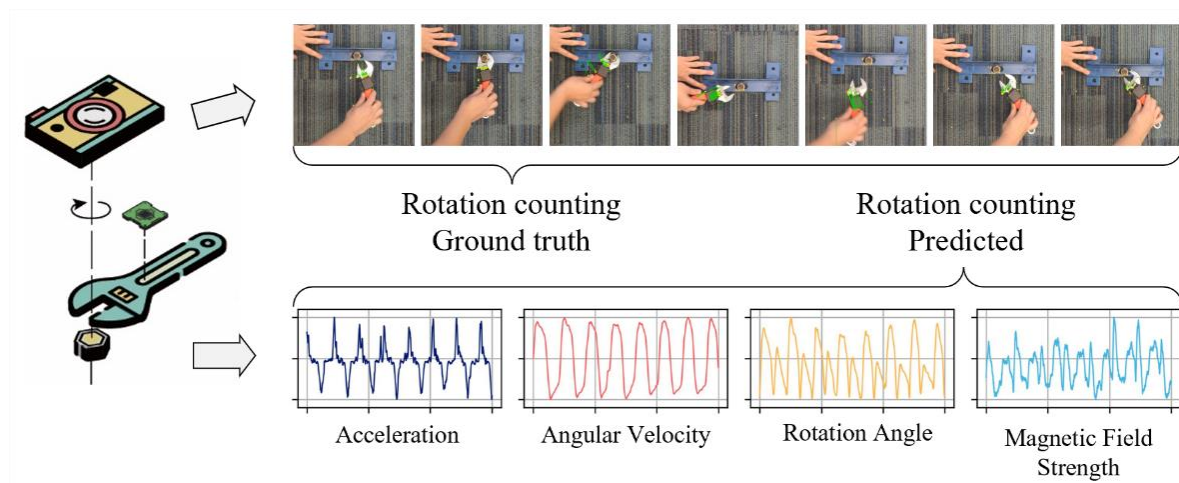 Rotation counting
Ground truth
Rotation counting
Predicted
Acceleration
Angular Velocity
Rotation Angle
Magnetic Field
Strength